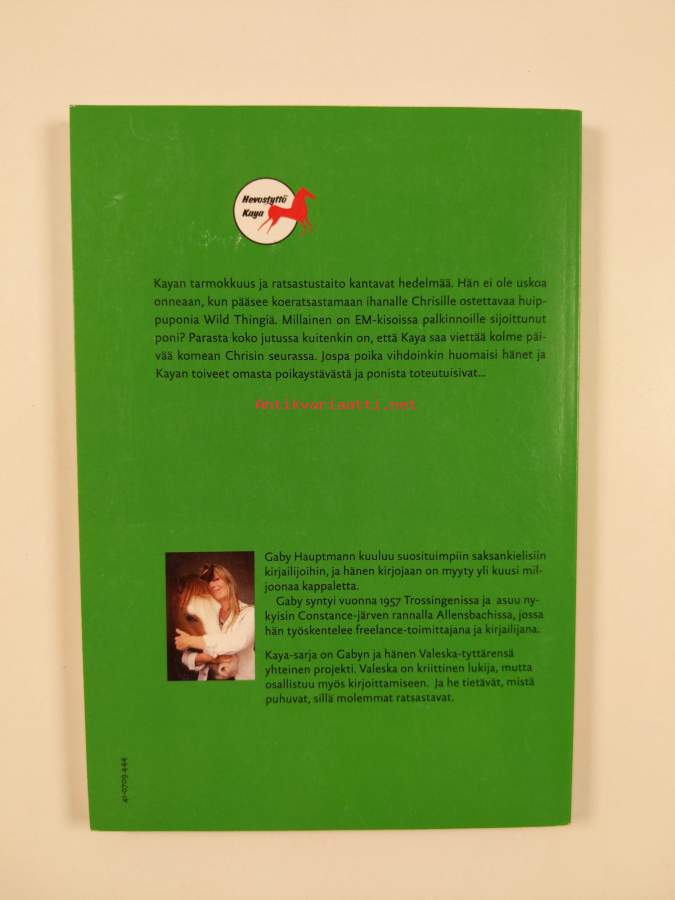 Hevostyttö
Kaya
Kayan tarmokkuus ja ratsastustaito kantavat hedelmää. Hän ei ole uskoa
onneaan, kun pääsee koeratsastamaan ihanalle Chrisille ostettavaa huip-
puponia Wild Thingiä. Millainen on EM-kisoissa palkinnoille sijoittunut
poni? Parasta koko jutussa kuitenkin on, että Kaya saa viettää kolme päi-
vää komean Chrisin seurassa. Jospa poika vihdoinkin huomaisi hänet ja
Kayan toiveet omasta poikaystävästä ja ponista toteutuisivat...
Antikvariaatti.net
Gaby Hauptmann kuuluu suosituimpiin saksankielisiin
kirjailijoihin, ja hänen kirjojaan on myyty yli kuusi mil-
joonaa kappaletta.
Gaby syntyi vuonna 1957 Trossingenissa ja asuu ny-
kyisin Constance-järven rannalla Allensbachissa, jossa
hän työskentelee freelance-toimittajana ja kirjailijana.
Kaya-sarja on Gabyn ja hänen Valeska-tyttärensä
yhteinen projekti. Valeska on kriittinen lukija, mutta
osallistuu myös kirjoittamiseen. Ja he tietävät, mistä
puhuvat, sillä molemmat ratsastavat.
41-0709-444